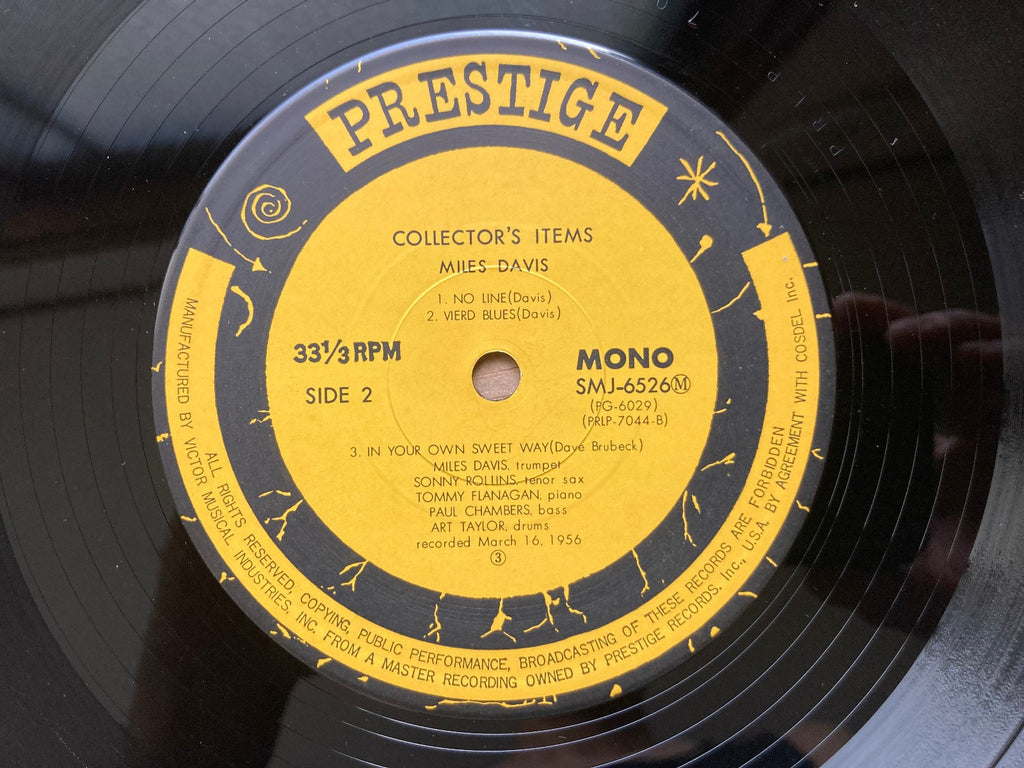 PRESTIGE
COLLECTOR'S ITEMS
MILES DAVIS
1. NO LINE(Davis)
2. VIERD BLUES(Davis)
33⅓ RPM
SIDE 2
MONO
SMJ-6526Ⓜ
(PG-6029)
(PRLP-7044-B)
3. IN YOUR OWN SWEET WAY(Dave Brubeck)
MILES DAVIS, trumpet
SONNY ROLLINS, tenor sax
TOMMY FLANAGAN, piano
PAUL CHAMBERS, bass
ART TAYLOR, drums
recorded March 16, 1956
③
ALL RIGHTS RESERVED, COPYING, PUBLIC PERFORMANCE, BROADCASTING OF THESE RECORDS ARE FORBIDDEN
MANUFACTURED BY VICTOR MUSICAL INDUSTRIES, INC. FROM A MASTER RECORDING OWNED BY PRESTIGE RECORDS, Inc., U.S.A. BY AGREEMENT WITH COSDEL Inc.